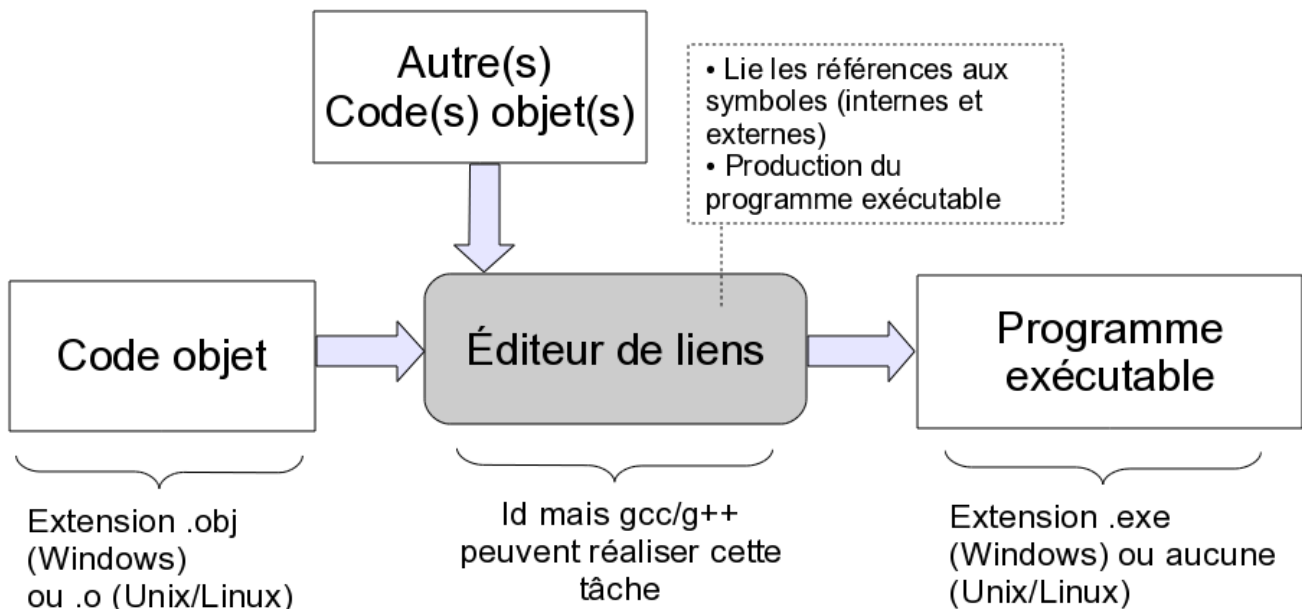 Autre(s)
Code(s) objet(s)
• Lie les références aux
symboles (internes et
externes)
• Production du
programme exécutable
Code objet
Éditeur de liens
Programme
exécutable
Extension .obj
(Windows)
ou .o (Unix/Linux)
ld mais gcc/g++
peuvent réaliser cette
tâche
Extension .exe
(Windows) ou aucune
(Unix/Linux)